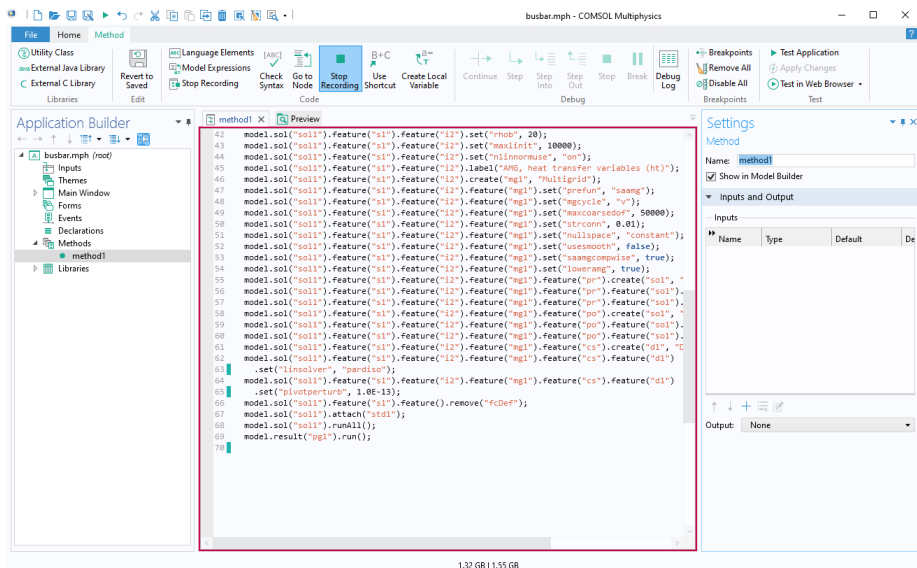 busbar.mph - COMSOL Multiphysics
File Home Method
Utility Class
Java External Java Library
C External C Library
Libraries
Revert to Saved
Edit
Language Elements
Model Expressions
Stop Recording
Check Syntax
Go to Node
Stop Recording
Use Shortcut
Create Local Variable
Code
Continue Step Step Into Step Out Stop Break Debug Log
Debug
Breakpoints
Remove All
Disable All
Breakpoints
Test Application
Apply Changes
Test in Web Browser
Test
Application Builder
busbar.mph (root)
Inputs
Themes
Main Window
Forms
Events
Declarations
Methods
method1
Libraries
method1 Preview
42 model.sol("sol1").feature("s1").feature("i2").set("rhob", 20);
43 model.sol("sol1").feature("s1").feature("i2").set("maxlinit", 10000);
44 model.sol("sol1").feature("s1").feature("i2").set("nlinnormuse", "on");
45 model.sol("sol1").feature("s1").feature("i2").label("AMG, heat transfer variables (ht)");
46 model.sol("sol1").feature("s1").feature("i2").create("mg1", "Multigrid");
47 model.sol("sol1").feature("s1").feature("i2").feature("mg1").set("prefun", "saamg");
48 model.sol("sol1").feature("s1").feature("i2").feature("mg1").set("mgcycle", "v");
49 model.sol("sol1").feature("s1").feature("i2").feature("mg1").set("maxcoarsedof", 50000);
50 model.sol("sol1").feature("s1").feature("i2").feature("mg1").set("strconn", 0.01);
51 model.sol("sol1").feature("s1").feature("i2").feature("mg1").set("nullspace", "constant");
52 model.sol("sol1").feature("s1").feature("i2").feature("mg1").set("usesmooth", false);
53 model.sol("sol1").feature("s1").feature("i2").feature("mg1").set("saamgcompwise", true);
54 model.sol("sol1").feature("s1").feature("i2").feature("mg1").set("loweramg", true);
55 model.sol("sol1").feature("s1").feature("i2").feature("mg1").feature("pr").create("so1", "
56 model.sol("sol1").feature("s1").feature("i2").feature("mg1").feature("pr").feature("so1").
57 model.sol("sol1").feature("s1").feature("i2").feature("mg1").feature("pr").feature("so1").
58 model.sol("sol1").feature("s1").feature("i2").feature("mg1").feature("po").create("so1", "
59 model.sol("sol1").feature("s1").feature("i2").feature("mg1").feature("po").feature("so1").
60 model.sol("sol1").feature("s1").feature("i2").feature("mg1").feature("po").feature("so1").
61 model.sol("sol1").feature("s1").feature("i2").feature("mg1").feature("cs").create("d1", "D
62 model.sol("sol1").feature("s1").feature("i2").feature("mg1").feature("cs").feature("d1")
63 .set("linsolver", "pardiso");
64 model.sol("sol1").feature("s1").feature("i2").feature("mg1").feature("cs").feature("d1")
65 .set("pivotperturb", 1.0E-13);
66 model.sol("sol1").feature("s1").feature().remove("fcDef");
67 model.sol("sol1").attach("std1");
68 model.sol("sol1").runAll();
69 model.result("pg1").run();
70
Settings
Method
Name: method1
Show in Model Builder
Inputs and Output
Inputs
Name Type Default De
Output: None
1.32 GB | 1.55 GB